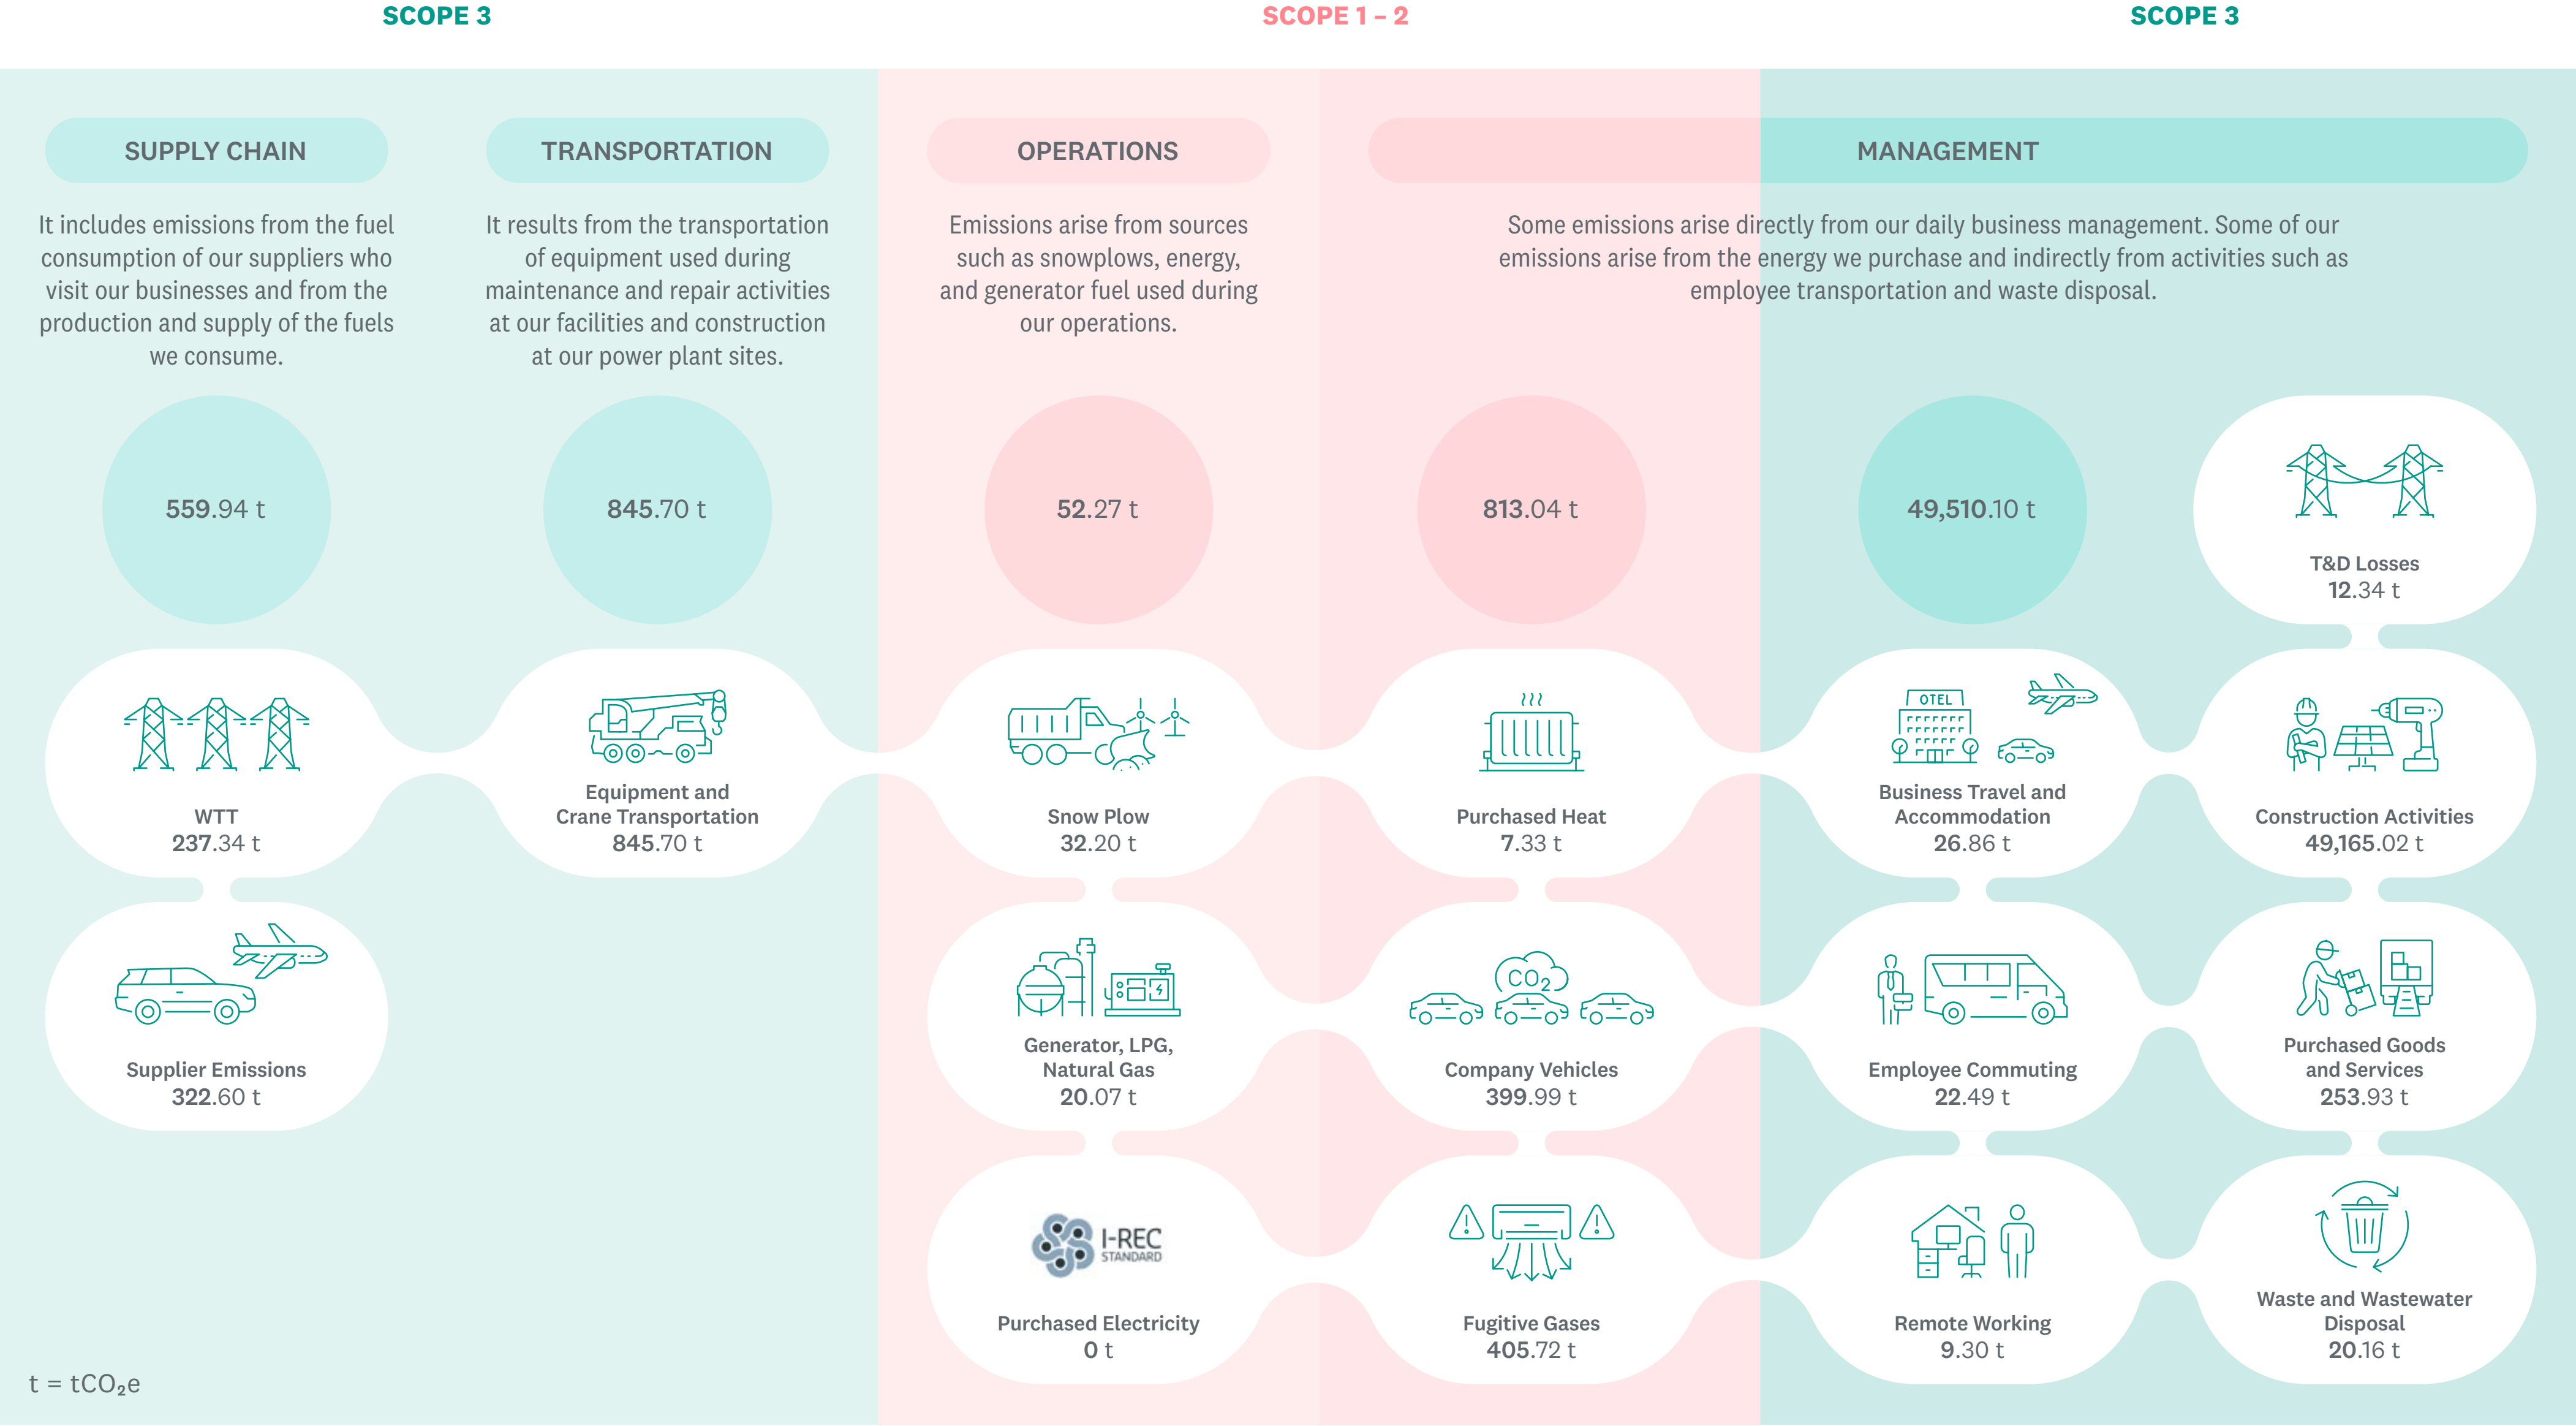 SCOPE 3
SCOPE 1 – 2
SCOPE 3
SUPPLY CHAIN
It includes emissions from the fuel
consumption of our suppliers who
visit our businesses and from the
production and supply of the fuels
we consume.
559.94 t
WTT
237.34 t
Supplier Emissions
322.60 t
TRANSPORTATION
It results from the transportation
of equipment used during
maintenance and repair activities
at our facilities and construction
at our power plant sites.
845.70 t
Equipment and
Crane Transportation
845.70 t
OPERATIONS
Emissions arise from sources
such as snowplows, energy,
and generator fuel used during
our operations.
52.27 t
Snow Plow
32.20 t
Generator, LPG,
Natural Gas
20.07 t
I-REC
STANDARD
Purchased Electricity
0 t
MANAGEMENT
Some emissions arise directly from our daily business management. Some of our
emissions arise from the energy we purchase and indirectly from activities such as
employee transportation and waste disposal.
813.04 t
Purchased Heat
7.33 t
CO2
Company Vehicles
399.99 t
Fugitive Gases
405.72 t
49,510.10 t
OTEL
Business Travel and
Accommodation
26.86 t
Employee Commuting
22.49 t
Remote Working
9.30 t
T&D Losses
12.34 t
Construction Activities
49,165.02 t
Purchased Goods
and Services
253.93 t
Waste and Wastewater
Disposal
20.16 t
t = tCO₂e